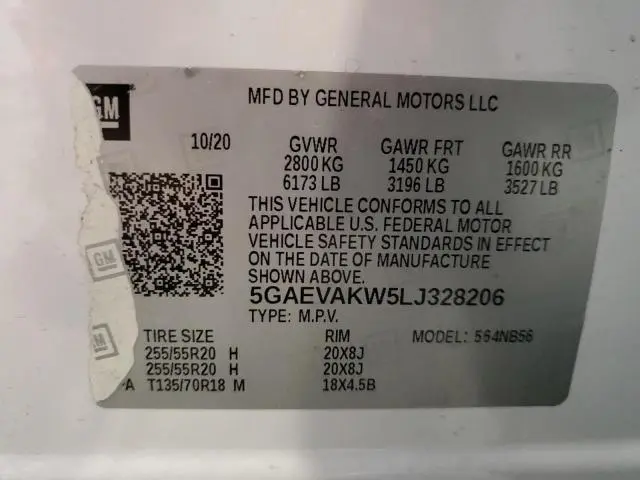 GM
MFD BY GENERAL MOTORS LLC
10/20 GVWR GAWR FRT GAWR RR
2800 KG 1450 KG 1600 KG
6173 LB 3196 LB 3527 LB
THIS VEHICLE CONFORMS TO ALL
APPLICABLE U.S. FEDERAL MOTOR
VEHICLE SAFETY STANDARDS IN EFFECT
ON THE DATE OF MANUFACTURE
SHOWN ABOVE.
5GAEVAKW5LJ328206
TYPE: M.P.V.
TIRE SIZE RIM MODEL: 564NB56
255/55R20 H 20X8J
255/55R20 H 20X8J
PA T135/70R18 M 18X4.5B
GM
GM